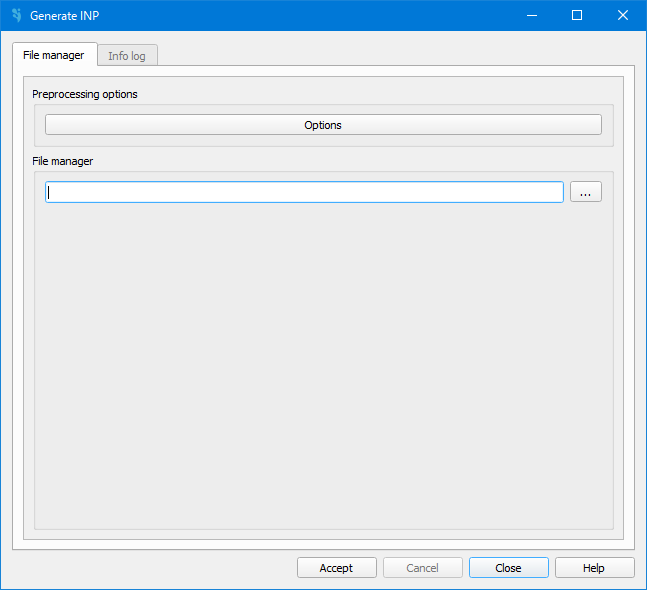 Generate INP
File manager
Info log
Preprocessing options
Options
File manager
...
Accept
Cancel
Close
Help